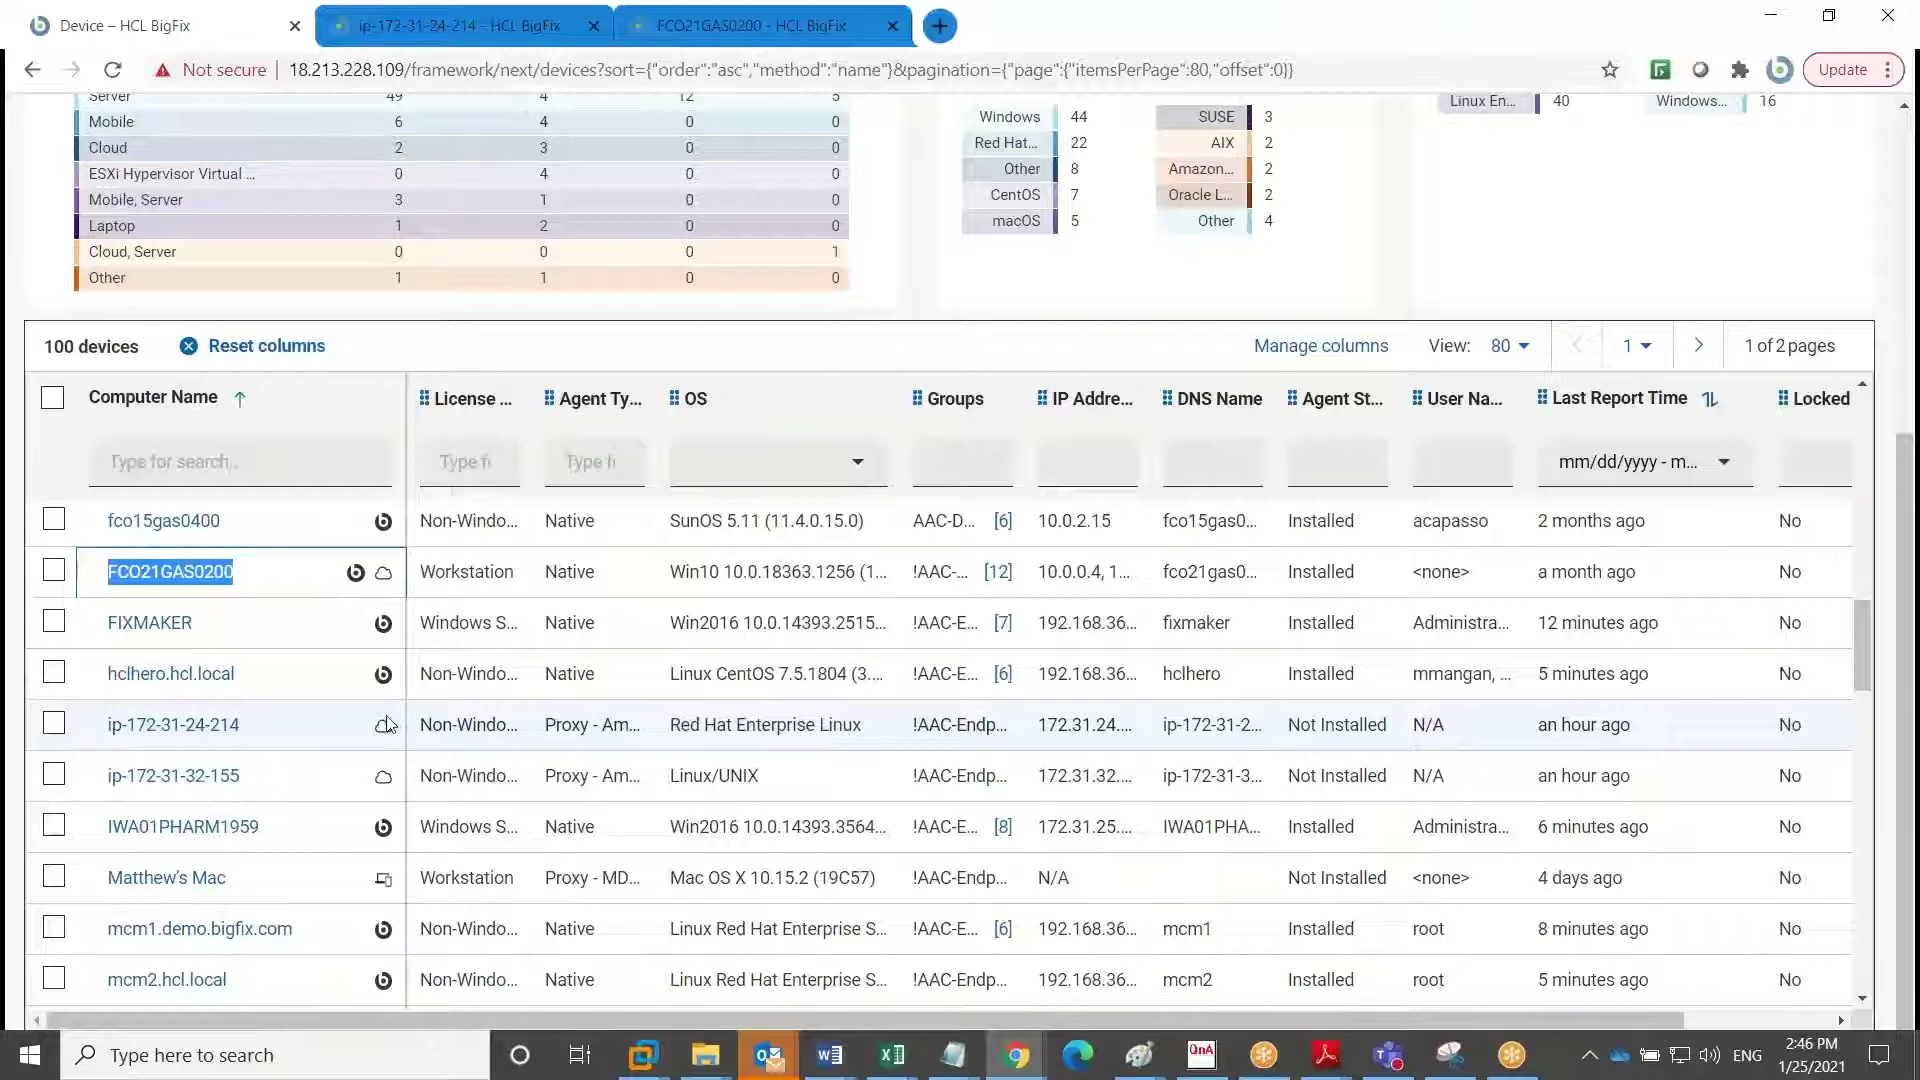 Device – HCL BigFix
ip-172-31-24-214 - HCL BigFix
FCO21GAS0200 - HCL BigFix
Not secure
18.213.228.109/framework/next/devices?sort={"order":"asc","method":"name"}&pagination={"page":{"itemsPerPage":80,"offset":0}}
Update
Server 49 4 12 5
Mobile 6 4 0 0
Cloud 2 3 0 0
ESXi Hypervisor Virtual ... 0 4 0 0
Mobile, Server 3 1 0 0
Laptop 1 2 0 0
Cloud, Server 0 0 0 1
Other 1 1 0 0
Windows 44 SUSE 3
Red Hat... 22 AIX 2
Other 8 Amazon... 2
CentOS 7 Oracle L... 2
macOS 5 Other 4
Linux En... 40 Windows... 16
100 devices Reset columns Manage columns View: 80 1 1 of 2 pages
Computer Name License ... Agent Ty... OS Groups IP Addre... DNS Name Agent St... User Na... Last Report Time Locked
Type for search.. Type fi Type fi mm/dd/yyyy - m...
fco15gas0400 Non-Windo... Native SunOS 5.11 (11.4.0.15.0) AAC-D... [6] 10.0.2.15 fco15gas0... Installed acapasso 2 months ago No
FCO21GAS0200 Workstation Native Win10 10.0.18363.1256 (1... !AAC-... [12] 10.0.0.4, 1... fco21gas0... Installed <none> a month ago No
FIXMAKER Windows S... Native Win2016 10.0.14393.2515... !AAC-E... [7] 192.168.36... fixmaker Installed Administra... 12 minutes ago No
hclhero.hcl.local Non-Windo... Native Linux CentOS 7.5.1804 (3.... !AAC-E... [6] 192.168.36... hclhero Installed mmangan, ... 5 minutes ago No
ip-172-31-24-214 Non-Windo... Proxy - Am... Red Hat Enterprise Linux !AAC-Endp... 172.31.24.... ip-172-31-2... Not Installed N/A an hour ago No
ip-172-31-32-155 Non-Windo... Proxy - Am... Linux/UNIX !AAC-Endp... 172.31.32.... ip-172-31-3... Not Installed N/A an hour ago No
IWA01PHARM1959 Windows S... Native Win2016 10.0.14393.3564... !AAC-E... [8] 172.31.25.... IWA01PHA... Installed Administra... 6 minutes ago No
Matthew's Mac Workstation Proxy - MD... Mac OS X 10.15.2 (19C57) !AAC-Endp... N/A Not Installed <none> 4 days ago No
mcm1.demo.bigfix.com Non-Windo... Native Linux Red Hat Enterprise S... !AAC-E... [6] 192.168.36... mcm1 Installed root 8 minutes ago No
mcm2.hcl.local Non-Windo... Native Linux Red Hat Enterprise S... !AAC-Endp... 192.168.36... mcm2 Installed root 5 minutes ago No
Type here to search
QnA
ENG
2:46 PM
1/25/2021